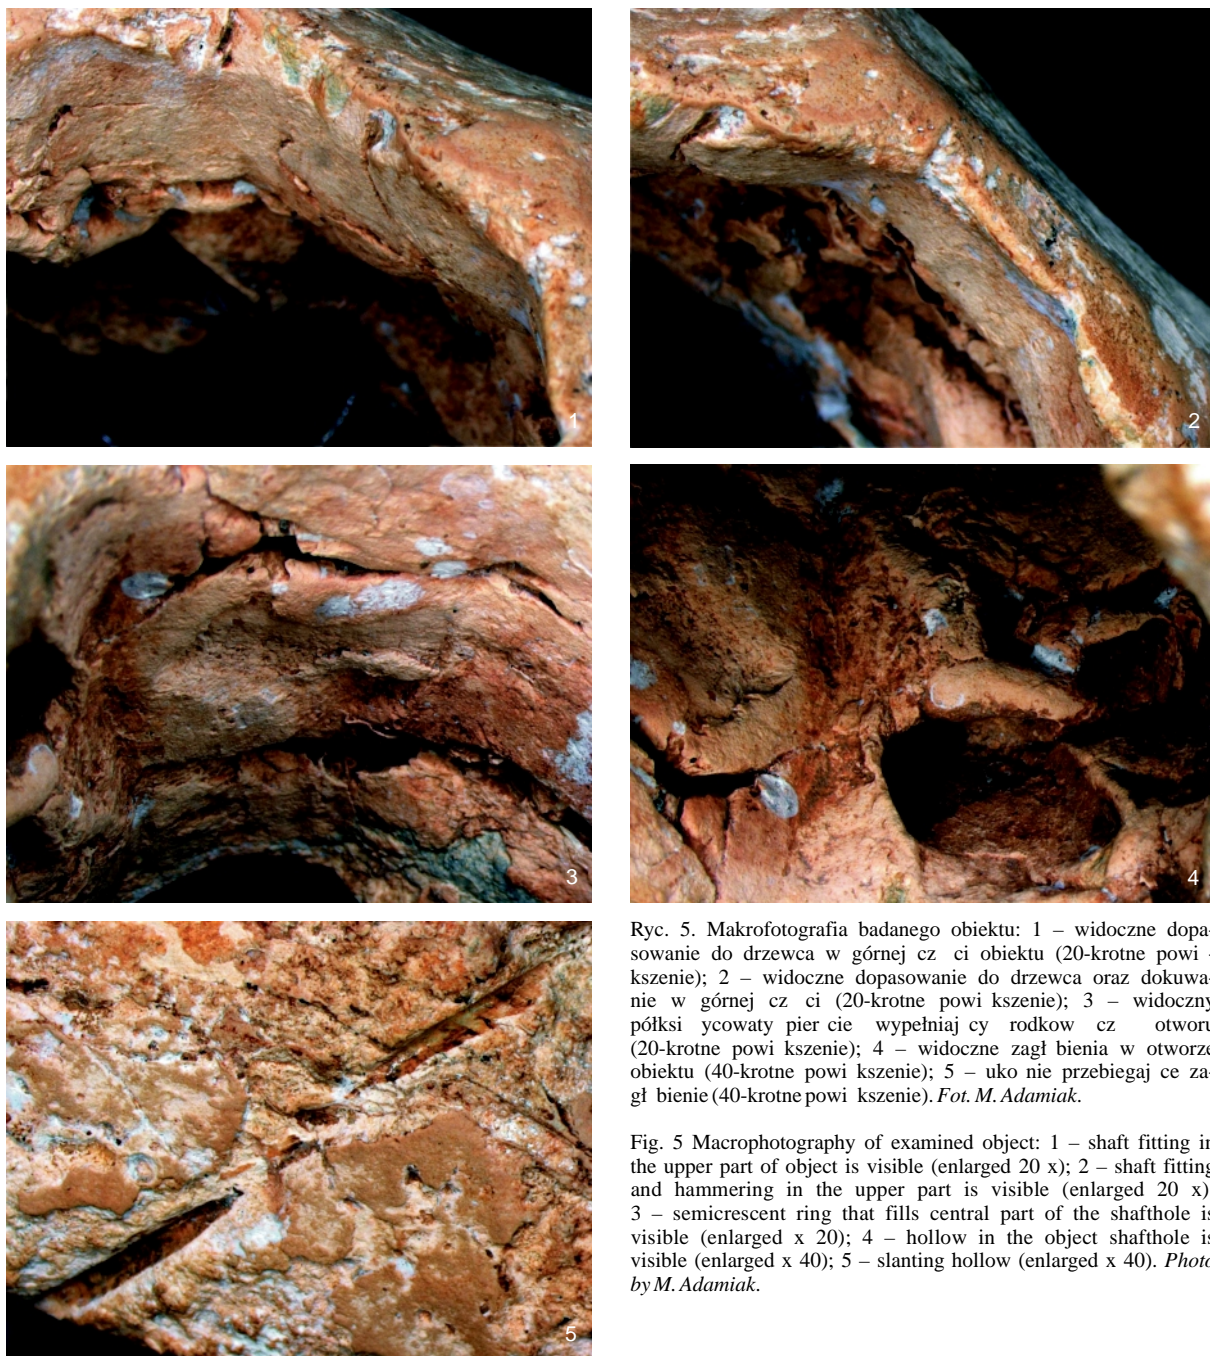 1
2
3
4
5
Ryc. 5. Makrofotografia badanego obiektu: 1 – widoczne dopa-
sowanie do drzewca w górnej cz ci obiektu (20-krotne powi -
kszenie); 2 – widoczne dopasowanie do drzewca oraz dokuwa-
nie w górnej cz ci (20-krotne powi kszenie); 3 – widoczny
półksi ycowaty pier cie wypełniaj cy rodkow cz otworu
(20-krotne powi kszenie); 4 – widoczne zagł bienia w otworze
obiektu (40-krotne powi kszenie); 5 – uko nie przebiegaj ce za-
gł bienie (40-krotne powi kszenie). Fot. M. Adamiak.
Fig. 5 Macrophotography of examined object: 1 – shaft fitting in
the upper part of object is visible (enlarged 20 x); 2 – shaft fitting
and hammering in the upper part is visible (enlarged 20 x)
3 – semicrescent ring that fills central part of the shafthole is
visible (enlarged x 20); 4 – hollow in the object shafthole is
visible (enlarged x 40); 5 – slanting hollow (enlarged x 40). Photo
by M. Adamiak.